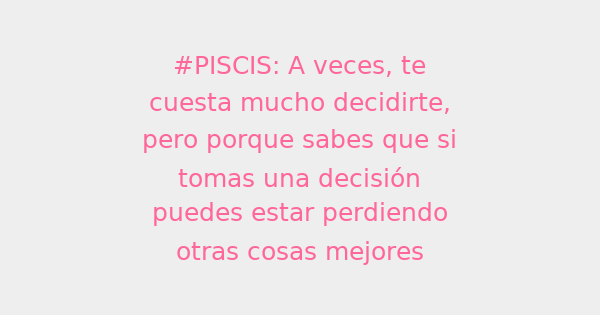 #PISCIS: A veces, te
cuesta mucho decidirte,
pero porque sabes que si
tomas una decisión
puedes estar perdiendo
otras cosas mejores